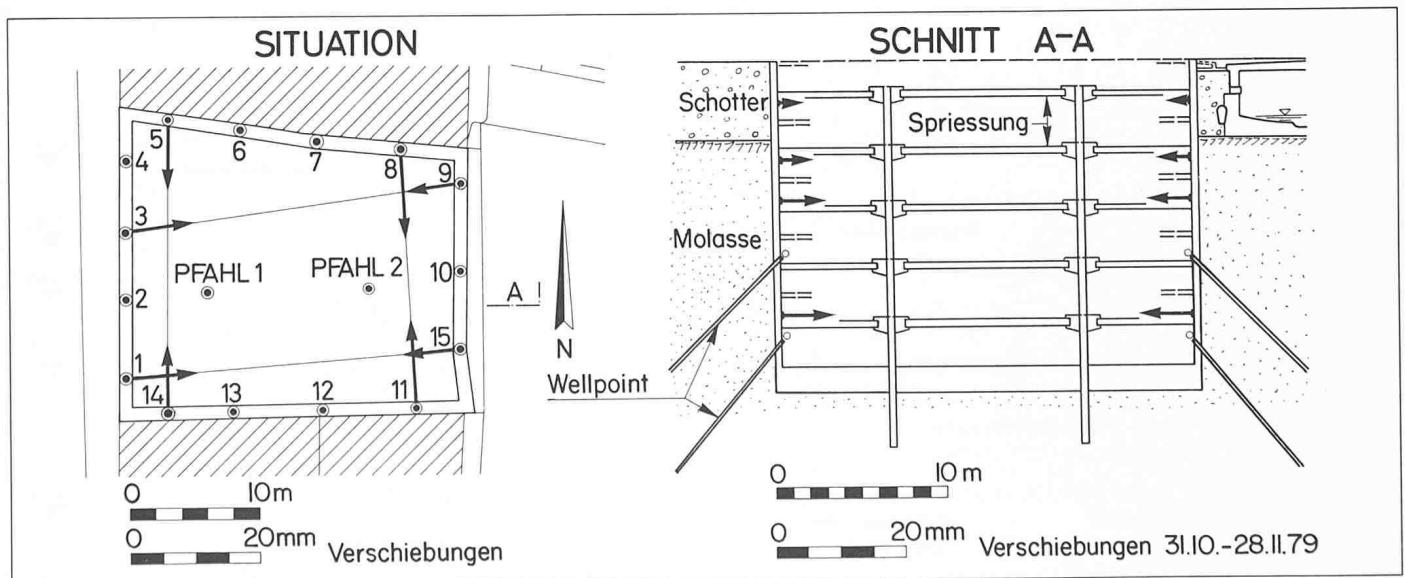 SITUATION
5
6
7
8
9
4
3
PFAHL 1
PFAHL 2
10
2
A
15
N
1
14
13
12
11
0 10m
0 20mm Verschiebungen
SCHNITT A-A
Schotter
Spriessung
Molasse
Wellpoint
0 10m
0 20mm Verschiebungen 31.10.-28.11.79